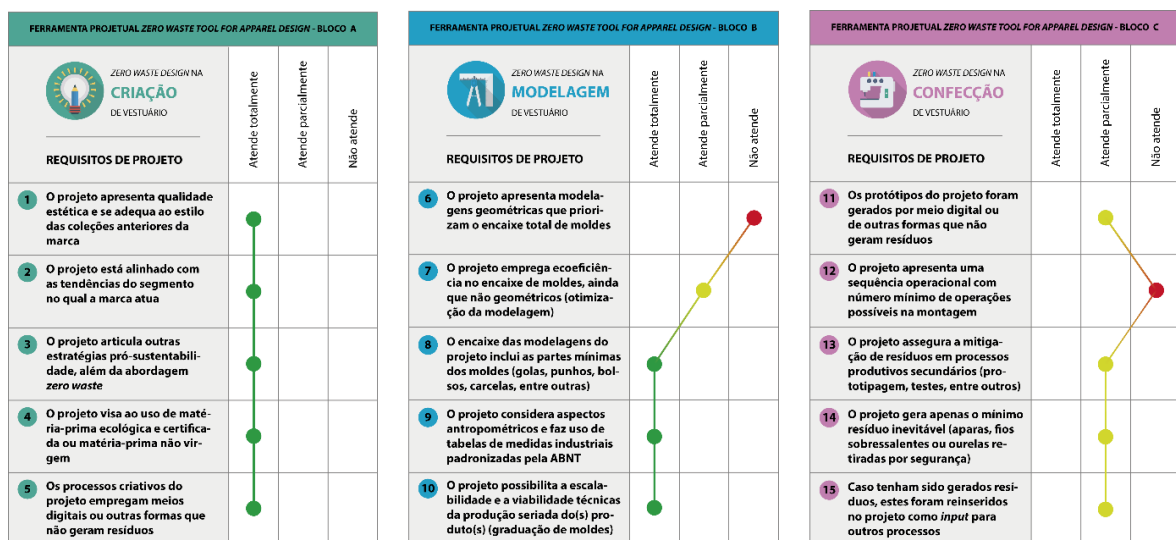 FERRAMENTA PROJETUAL ZERO WASTE TOOL FOR APPAREL DESIGN - BLOCO A
ZERO WASTE DESIGN NA
CRIAÇÃO
DE VESTUÁRIO
REQUISITOS DE PROJETO
Atende totalmente
Atende parcialmente
Não atende
1
O projeto apresenta qualidade
estética e se adequa ao estilo
das coleções anteriores da
marca
2
O projeto está alinhado com
as tendências do segmento
no qual a marca atua
3
O projeto articula outras
estratégias pró-sustentabili-
dade, além da abordagem
zero waste
4
O projeto visa ao uso de maté-
ria-prima ecológica e certifica-
da ou matéria-prima não vir-
gem
5
Os processos criativos do
projeto empregam meios
digitais ou outras formas que
não geram resíduos
FERRAMENTA PROJETUAL ZERO WASTE TOOL FOR APPAREL DESIGN - BLOCO B
ZERO WASTE DESIGN NA
MODELAGEM
DE VESTUÁRIO
REQUISITOS DE PROJETO
Atende totalmente
Atende parcialmente
Não atende
6
O projeto apresenta modela-
gens geométricas que priori-
zam o encaixe total de moldes
7
O projeto emprega ecoeficiên-
cia no encaixe de moldes, ainda
que não geométricos (otimiza-
ção da modelagem)
8
O encaixe das modelagens do
projeto inclui as partes mínimas
dos moldes (golas, punhos, bol-
sos, carcelas, entre outras)
9
O projeto considera aspectos
antropométricos e faz uso de
tabelas de medidas industriais
padronizadas pela ABNT
10
O projeto possibilita a escala-
bilidade e a viabilidade técnicas
da produção seriada do(s) pro-
duto(s) (graduação de moldes)
FERRAMENTA PROJETUAL ZERO WASTE TOOL FOR APPAREL DESIGN - BLOCO C
ZERO WASTE DESIGN NA
CONFECÇÃO
DE VESTUÁRIO
REQUISITOS DE PROJETO
Atende totalmente
Atende parcialmente
Não atende
11
Os protótipos do projeto foram
gerados por meio digital ou
de outras formas que não
geram resíduos
12
O projeto apresenta uma
sequência operacional com
número mínimo de operações
possíveis na montagem
13
O projeto assegura a mitiga-
ção de resíduos em processos
produtivos secundários (pro-
totipagem, testes, entre outros)
14
O projeto gera apenas o mínimo
resíduo inevitável (aparas, fios
sobressalentes ou ourelas re-
tiradas por segurança)
15
Caso tenham sido gerados resí-
duos, estes foram reinseridos
no projeto como input para
outros processos